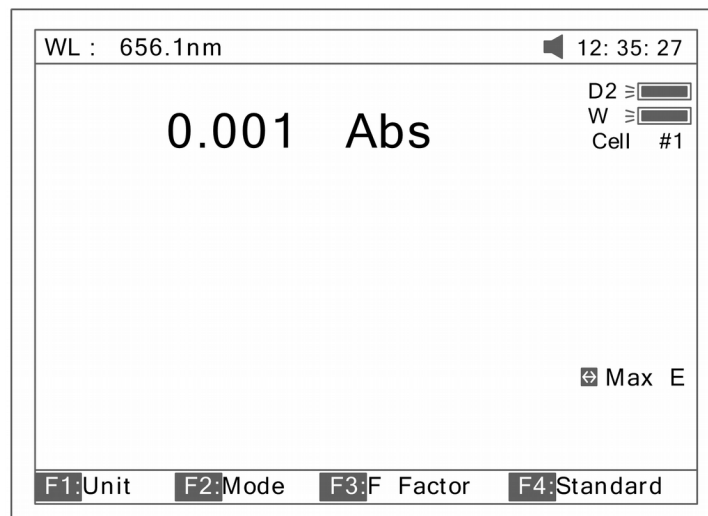 WL : 656.1nm 12: 35: 27
D2
W
0.001 Abs
Cell #1
Max E
F1:Unit F2:Mode F3:F Factor F4:Standard